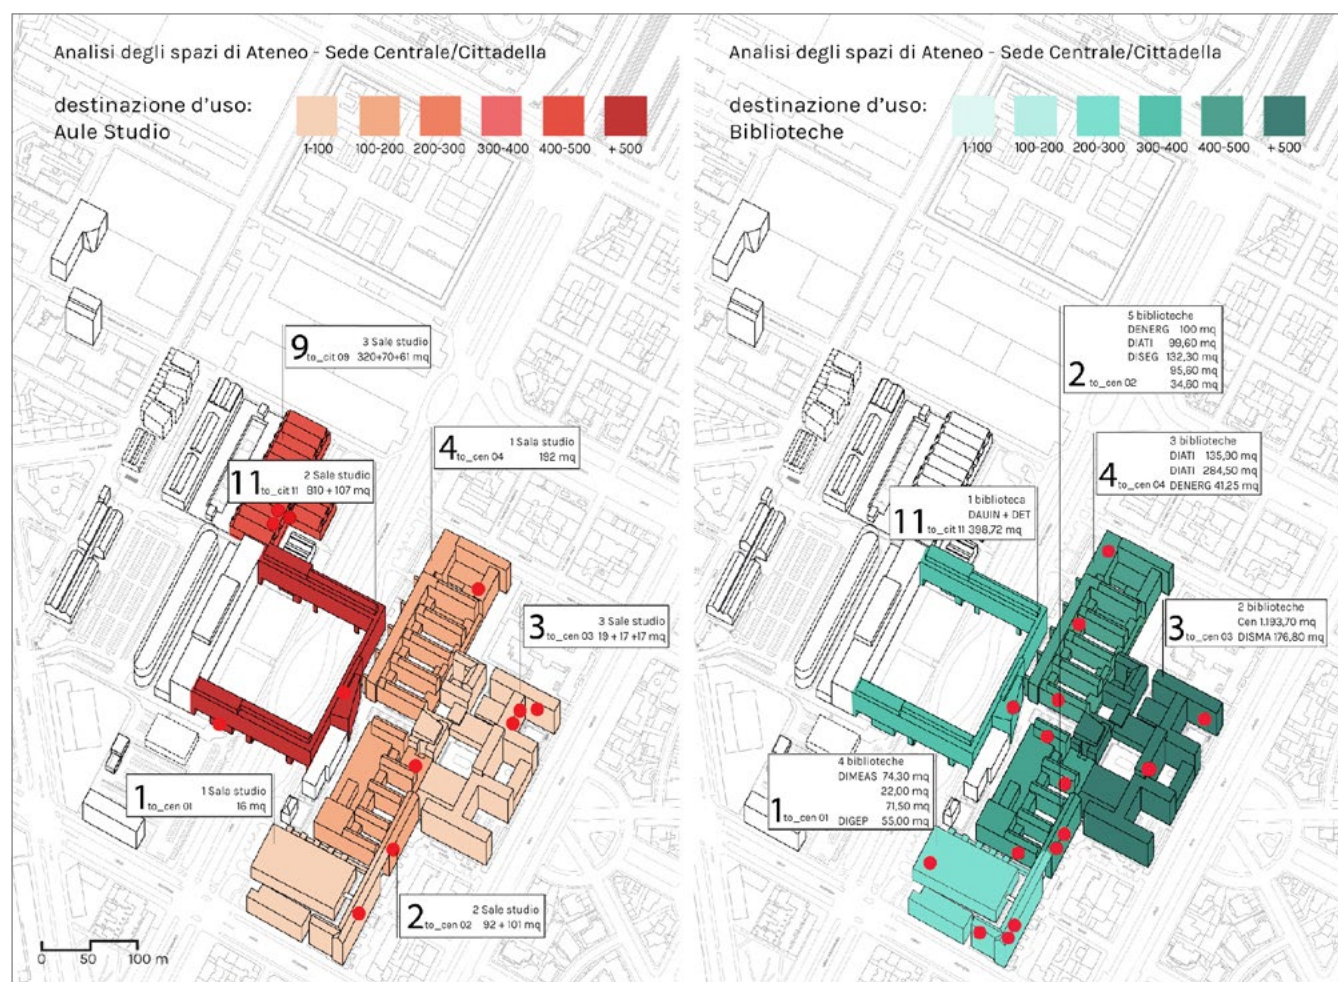 Analisi degli spazi di Ateneo - Sede Centrale/Cittadella
destinazione d'uso:
Aule Studio
1-100 100-200 200-300 300-400 400-500 +500
9 to_cit 09
3 Sale studio
320+70+61 mq
11 to_cit 11
2 Sale studio
810 + 107 mq
4 to_cen 04
1 Sala studio
192 mq
3 to_cen 03
3 Sale studio
19 + 17 +17 mq
1 to_cen 01
1 Sala studio
16 mq
2 to_cen 02
2 Sale studio
92 + 101 mq
0 50 100 m
Analisi degli spazi di Ateneo - Sede Centrale/Cittadella
destinazione d'uso:
Biblioteche
1-100 100-200 200-300 300-400 400-500 +500
2 to_cen 02
5 biblioteche
DENERG 100 mq
DIATI 99,60 mq
DISEG 132,30 mq
95,60 mq
34,60 mq
4 to_cen 04
3 biblioteche
DIATI 135,90 mq
DIATI 284,50 mq
DENERG 41,25 mq
11 to_cit 11
1 biblioteca
DAUIN + DET
398,72 mq
3 to_cen 03
2 biblioteche
Cen 1.193,70 mq
DISMA 176,80 mq
1 to_cen 01
4 biblioteche
DIMEAS 74,30 mq
22,00 mq
71,50 mq
DIGEP 55,00 mq